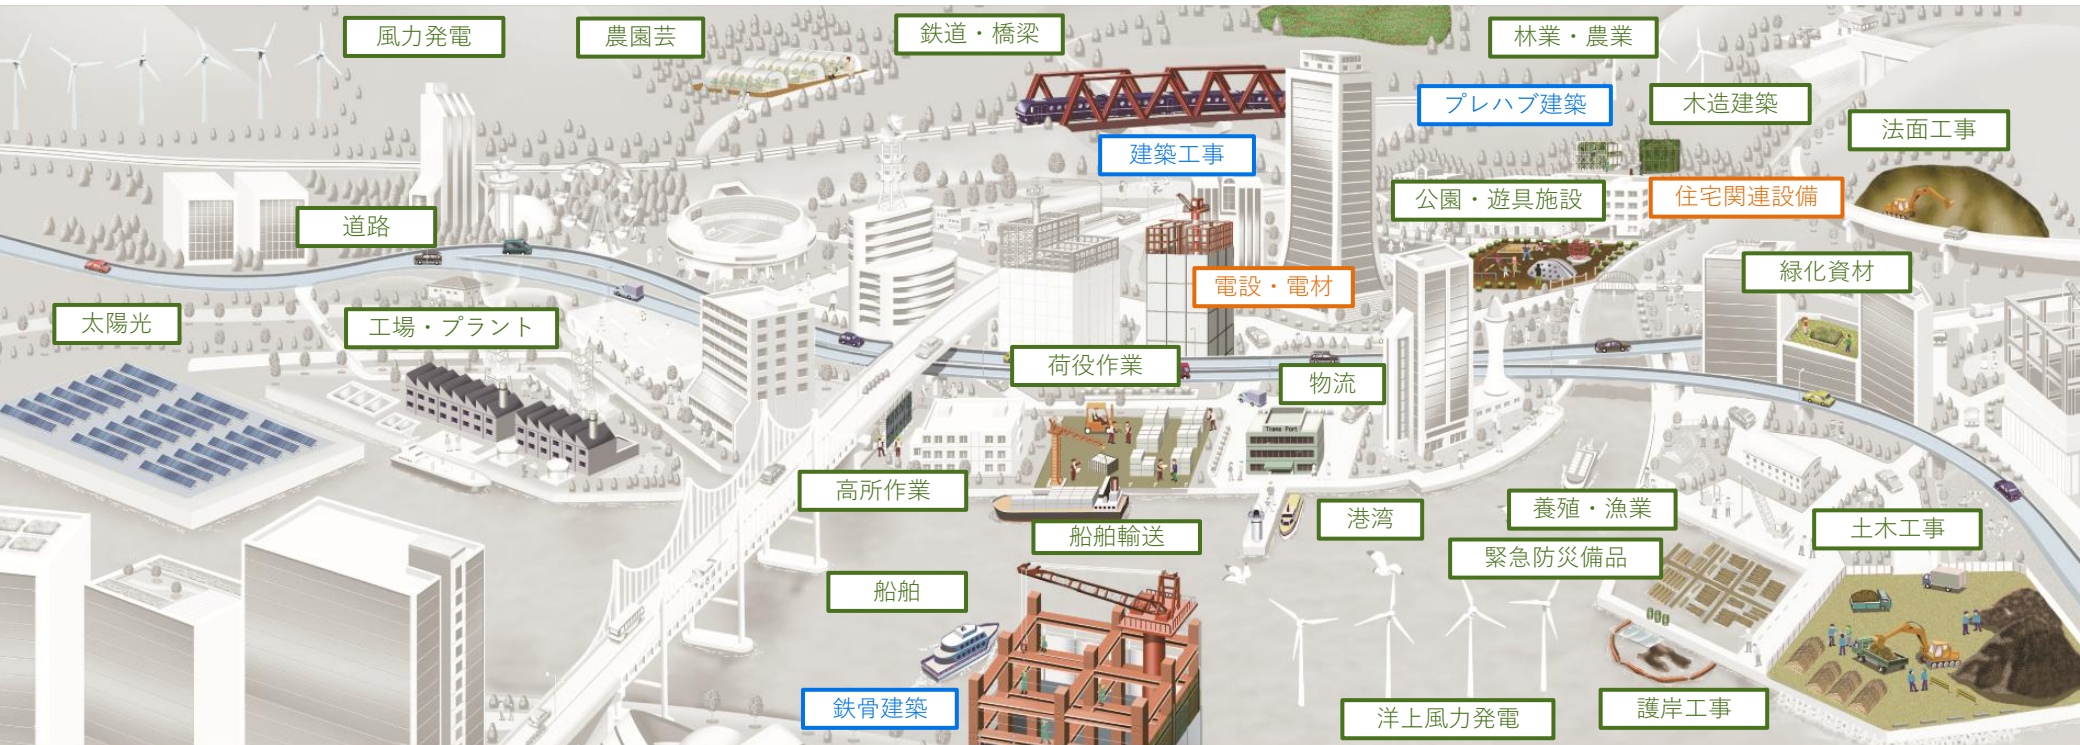 風力発電
農園芸
鉄道・橋梁
林業・農業
プレハブ建築
木造建築
法面工事
建築工事
公園・遊具施設
住宅関連設備
道路
緑化資材
電設・電材
太陽光
工場・プラント
荷役作業
物流
Trans Port
高所作業
船舶輸送
港湾
養殖・漁業
土木工事
緊急防災備品
船舶
鉄骨建築
洋上風力発電
護岸工事